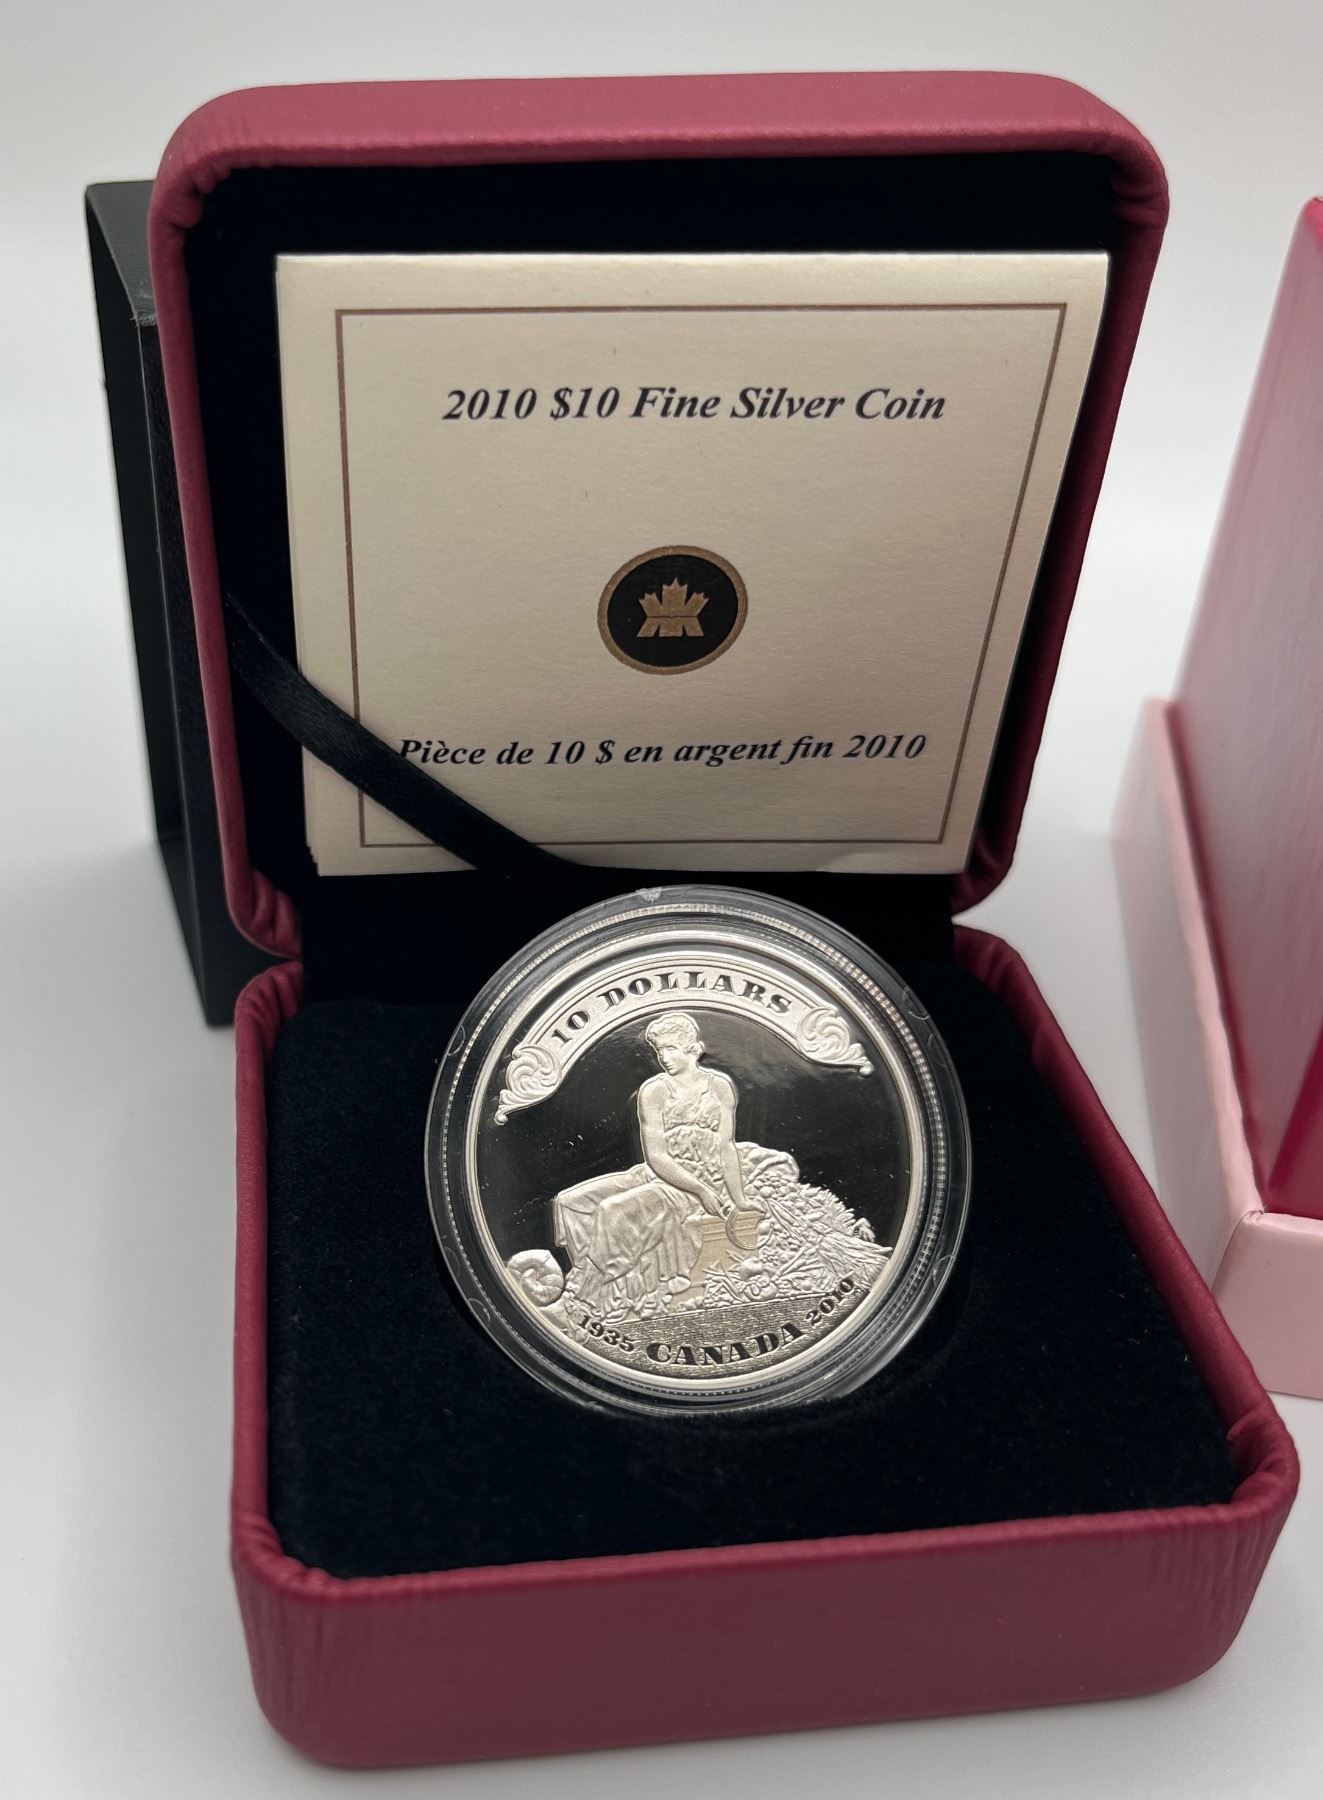 2010 $10 Fine Silver Coin
Pièce de 10 $ en argent fin 2010
10 DOLLARS
1935 CANADA 2010